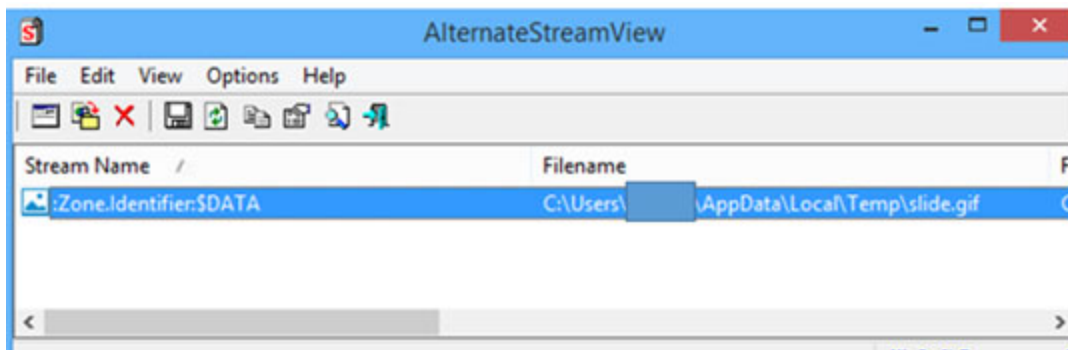 AlternateStreamView
File Edit View Options Help
Stream Name Filename
:Zone.Identifier:$DATA C:\Users\ \AppData\Local\Temp\slide.gif